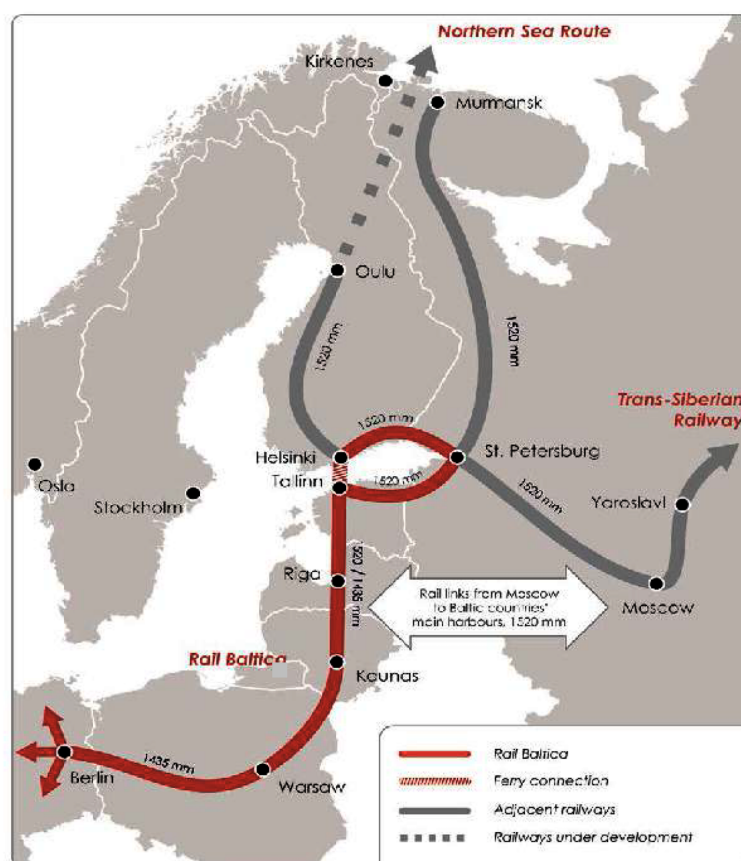 Northern Sea Route
Kirkenes
Murmansk
Oulu
1520 mm
1520 mm
Trans-Siberian
Railway
1520 mm
Helsinki
St. Petersburg
Tallinn
1520 mm
1520 mm
Oslo
Stockholm
Yaroslavl
Riga
520 / 1435 mm
Rail links from Moscow
to Baltic countries'
main harbours, 1520 mm
Moscow
Rail Baltica
Kaunas
1435 mm
Berlin
Warsaw
Rail Baltica
Ferry connection
Adjacent railways
Railways under development